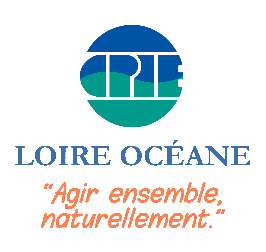 CPIE
LOIRE OCÉANE
“Agir ensemble,
naturellement.”